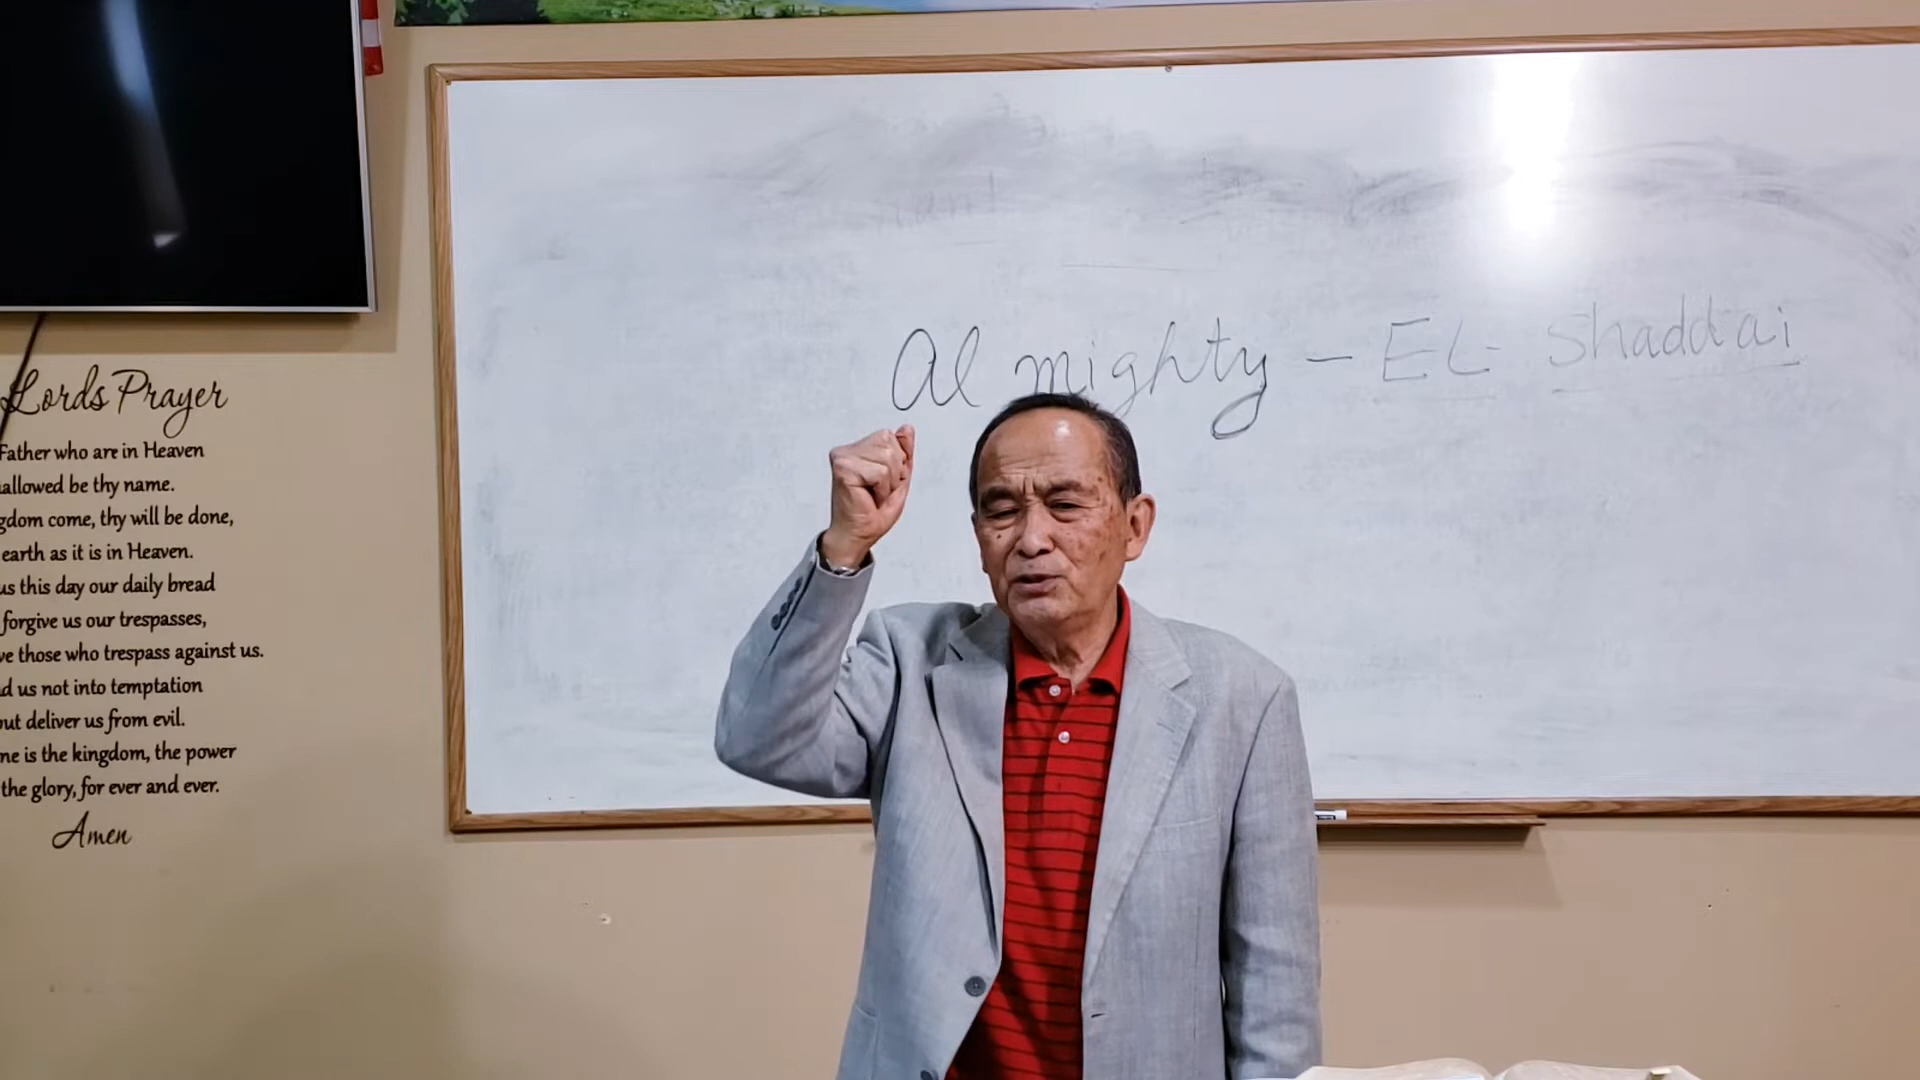 Almighty - EL- Shaddai
Lords Prayer
Father who are in Heaven
allowed be thy name.
gdom come, thy will be done,
earth as it is in Heaven.
us this day our daily bread
forgive us our trespasses,
ve those who trespass against us.
d us not into temptation
out deliver us from evil.
ne is the kingdom, the power
the glory, for ever and ever.
Amen